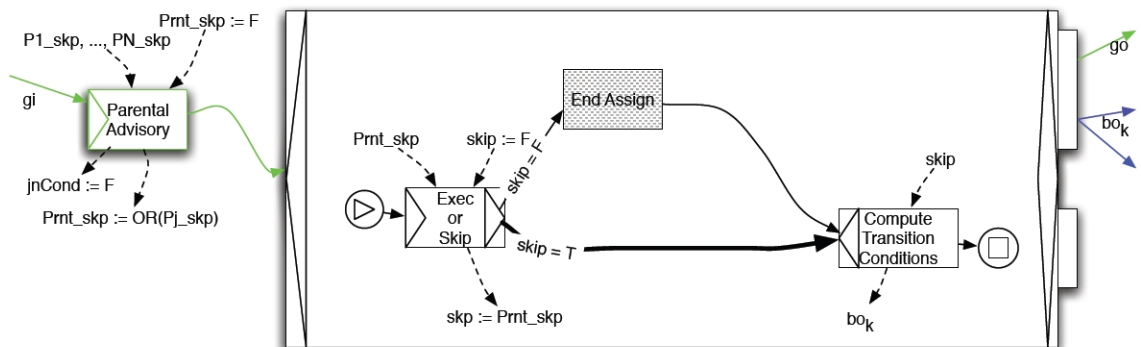 Prnt_skp := F
P1_skp, ..., PN_skp
gi
Parental
Advisory
jnCond := F
Prnt_skp := OR(Pj_skp)
End Assign
Prnt_skp
skip := F
skip = F
Exec
or
Skip
skip = T
skp := Prnt_skp
skip
Compute
Transition
Conditions
bok
go
bok